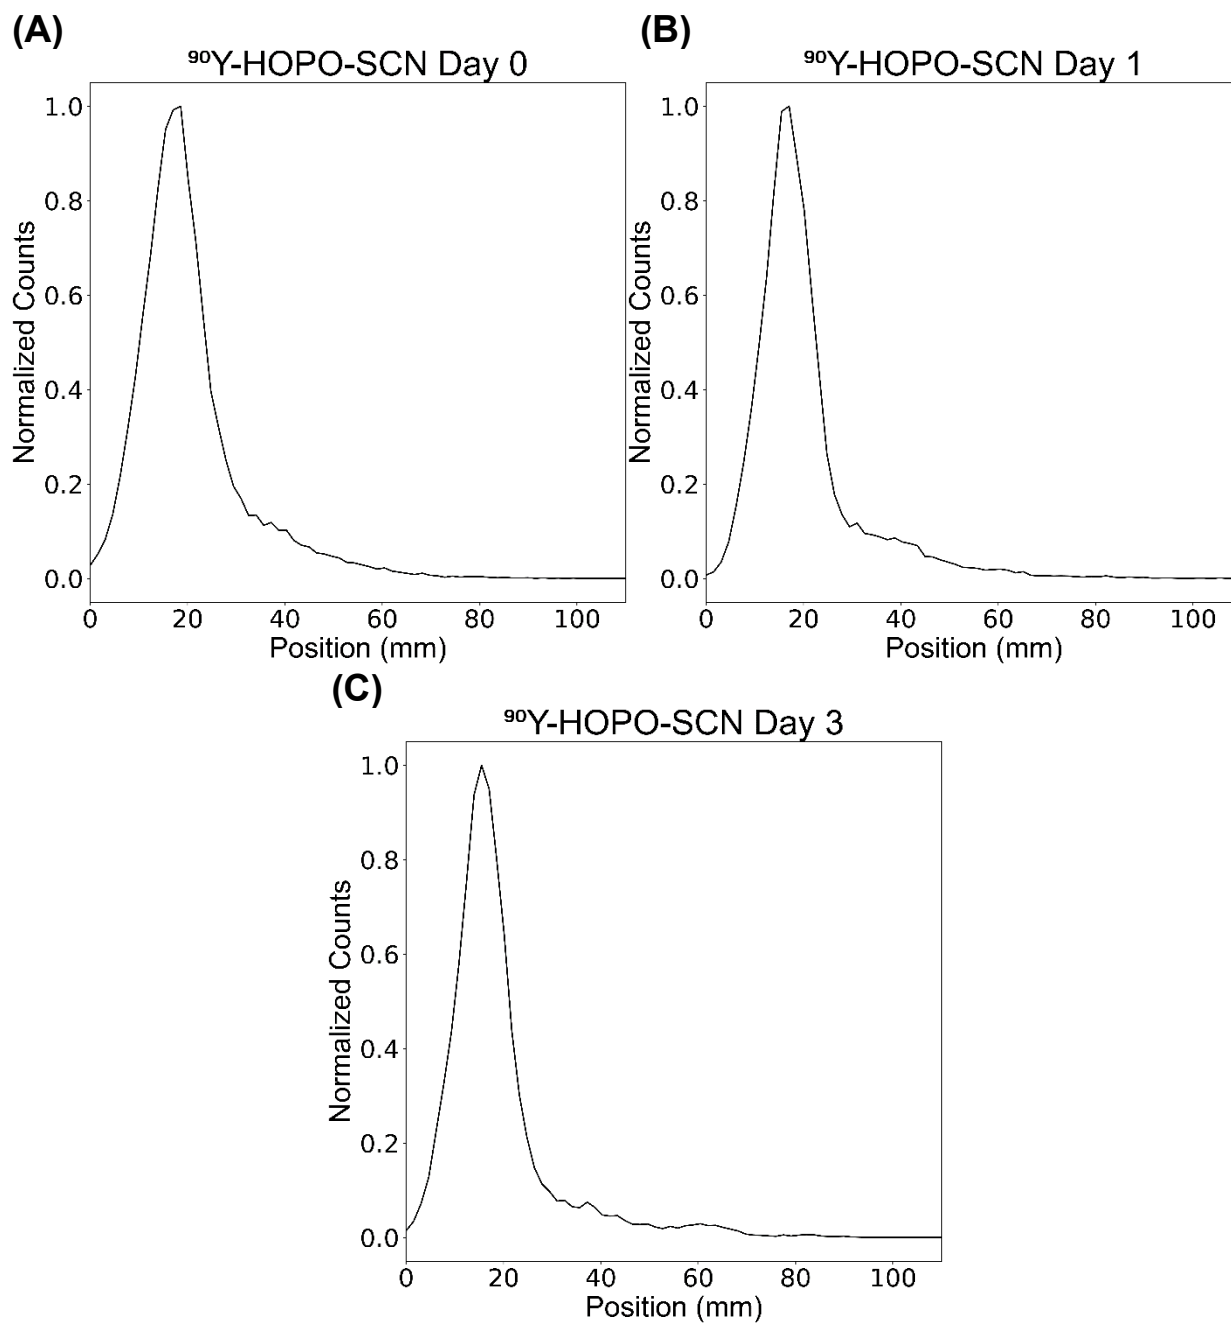 (A)
⁹⁰Y-HOPO-SCN Day 0
Normalized Counts
1.0
0.8
0.6
0.4
0.2
0.0
0 20 40 60 80 100
Position (mm)
(B)
⁹⁰Y-HOPO-SCN Day 1
Normalized Counts
1.0
0.8
0.6
0.4
0.2
0.0
0 20 40 60 80 100
Position (mm)
(C)
⁹⁰Y-HOPO-SCN Day 3
Normalized Counts
1.0
0.8
0.6
0.4
0.2
0.0
0 20 40 60 80 100
Position (mm)